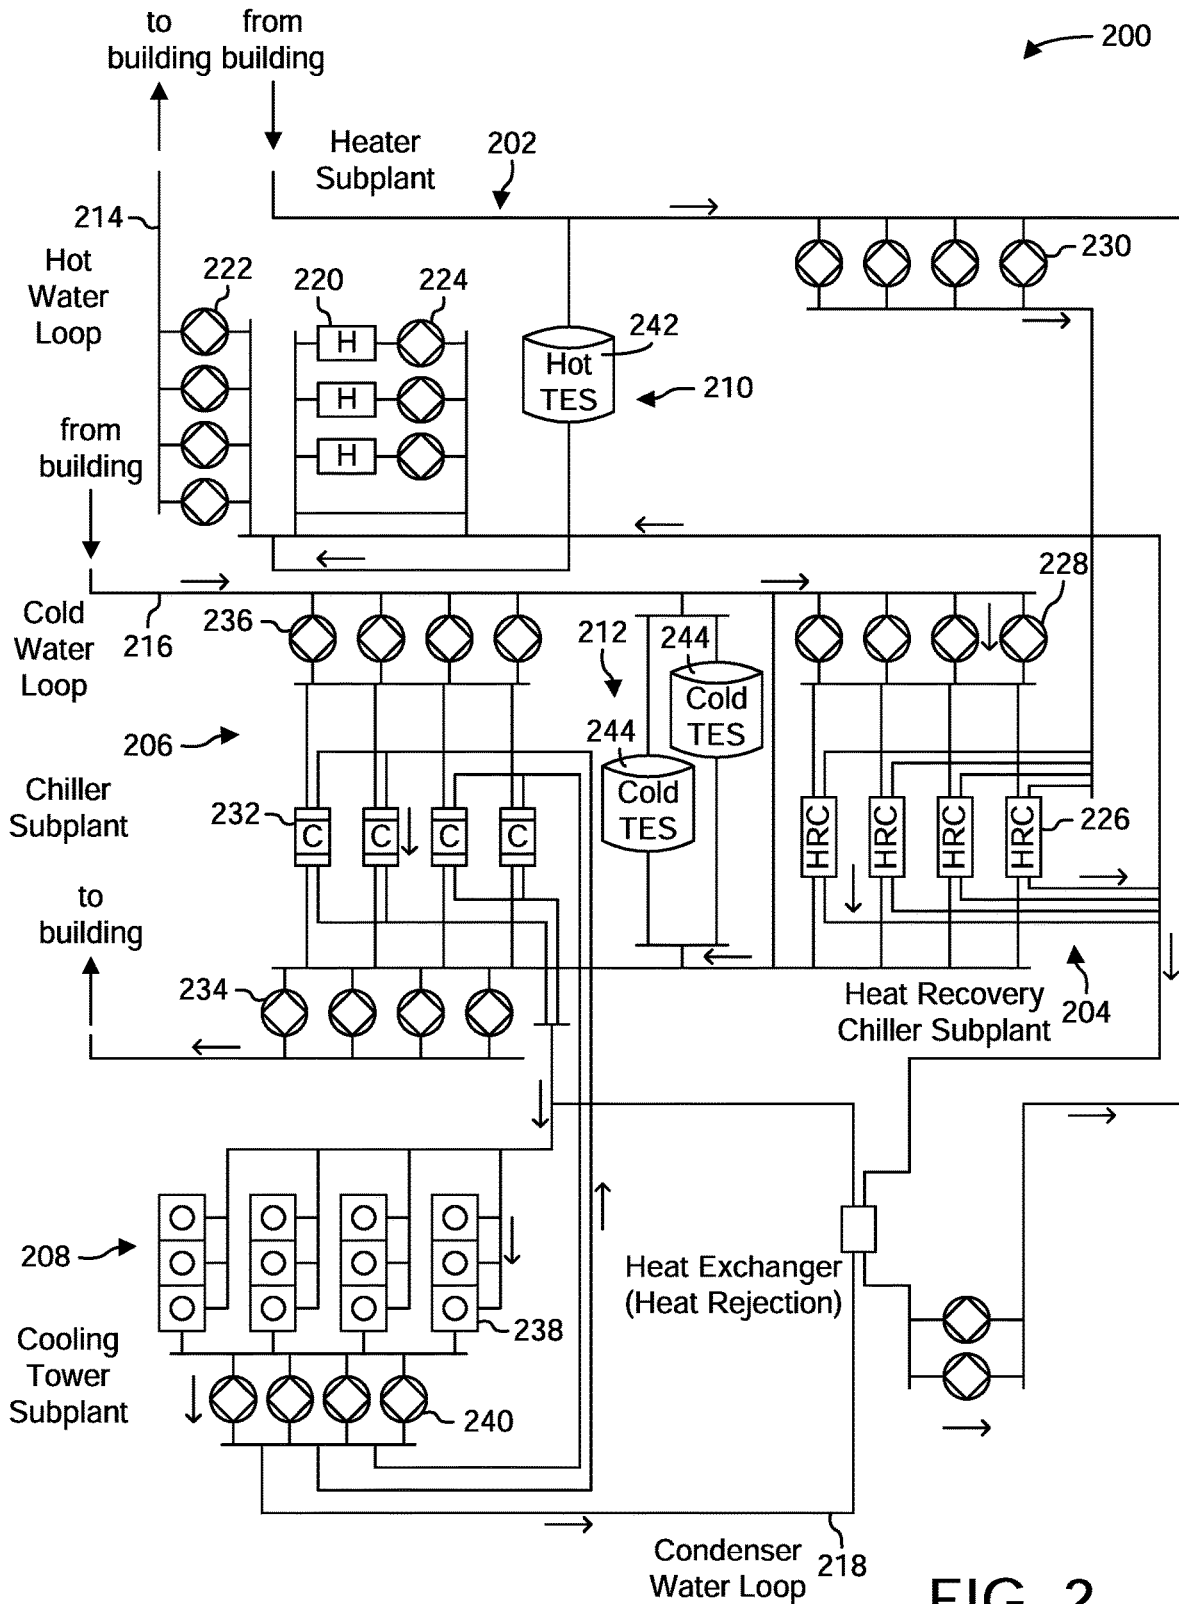 to
building
from
building
200
Heater
Subplant
202
214
Hot
Water
Loop
222
220
224
230
H
H
H
Hot
TES
242
210
from
building
Cold
Water
Loop
216
236
212
244
Cold
TES
244
Cold
TES
228
206
Chiller
Subplant
232
C
C
C
C
HRC
HRC
HRC
HRC
226
to
building
234
Heat Recovery
Chiller Subplant
204
208
Cooling
Tower
Subplant
238
240
Heat Exchanger
(Heat Rejection)
Condenser
Water Loop
218
FIG. 2